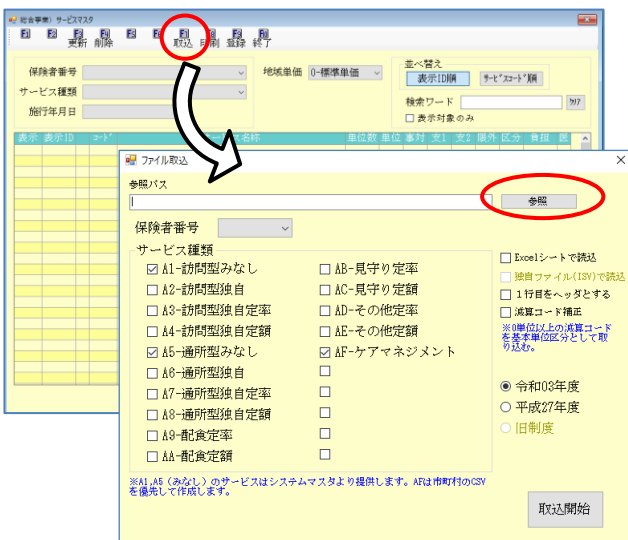 総合事業) サービスマスタ
F1 F2 F3 F4 F5 F6 F7 F8 F9
更新 削除 取込 印刷 登録 終了
保険者番号
地域単価 0-標準単価
並べ替え
表示ID順 サービスコード順
サービス種類
検索ワード クリア
施行年月日
表示対象のみ
表示 表示ID コード 名称 単位数 単位 事対 支1 支2 限外 区分 負担
ファイル取込
参照パス
参照
保険者番号
サービス種類
A1-訪問型みなし
A2-訪問型独自
A3-訪問型独自定率
A4-訪問型独自定額
A5-通所型みなし
A6-通所型独自
A7-通所型独自定率
A8-通所型独自定額
A9-配食定率
AA-配食定額
AB-見守り定率
AC-見守り定額
AD-その他定率
AE-その他定額
AF-ケアマネジメント
Excelシートで読込
独自ファイル(ISV)で読込
1行目をヘッダとする
減算コード補正
※0単位以上の減算コード
を基本単位区分として取
り込む。
令和03年度
平成27年度
旧制度
※A1,A5（みなし）のサービスはシステムマスタより提供します。AFは市町村のCSV
を優先して作成します。
取込開始